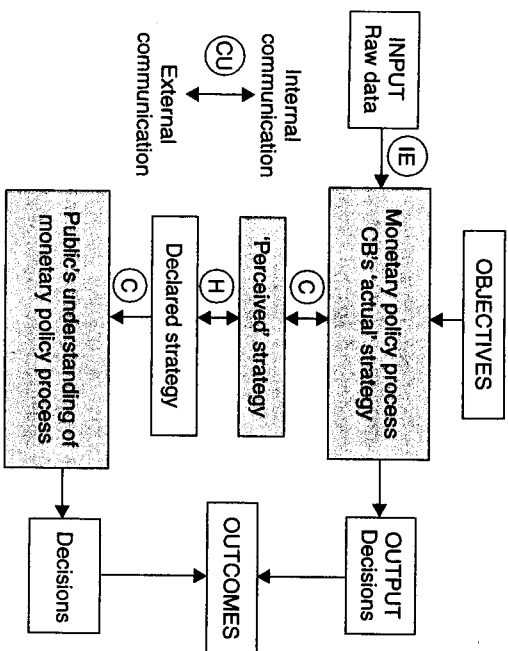 OBJECTIVES
INPUT
Raw data
IE
Monetary policy process
CB's 'actual' strategy
OUTPUT
Decisions
Internal
communication
CU
External
communication
C
'Perceived' strategy
H
Declared strategy
C
OUTCOMES
Public's understanding of
monetary policy process
Decisions